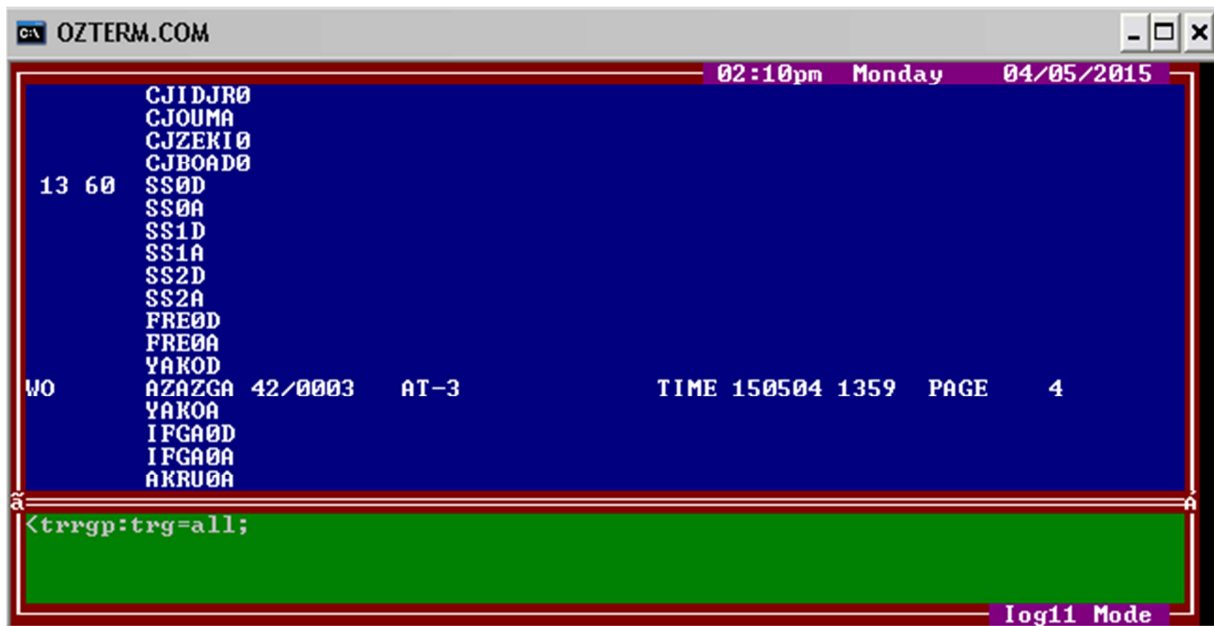 OZTERM.COM
02:10pm Monday 04/05/2015
CJIDJR0
CJOUMA
CJZEKI0
CJBOAD0
13 60 SS0D
SS0A
SS1D
SS1A
SS2D
SS2A
FRE0D
FRE0A
YAKOD
WO AZAZGA 42/0003 AT-3 TIME 150504 1359 PAGE 4
YAKOA
IFGA0D
IFGA0A
AKRU0A
ã Á
<trrgp:trg=all;
Iog11 Mode